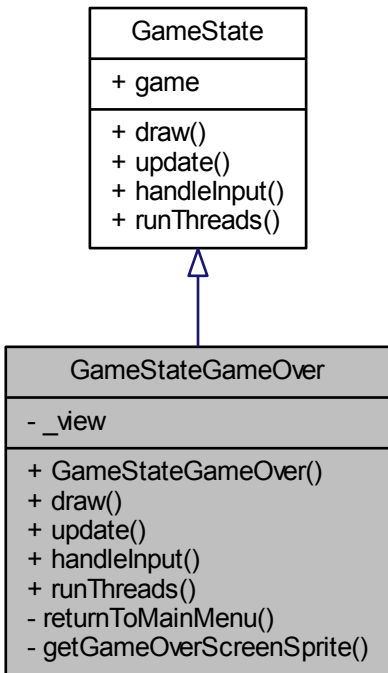 GameState
+ game
+ draw()
+ update()
+ handleInput()
+ runThreads()
GameStateGameOver
- _view
+ GameStateGameOver()
+ draw()
+ update()
+ handleInput()
+ runThreads()
- returnToMainMenu()
- getGameOverScreenSprite()